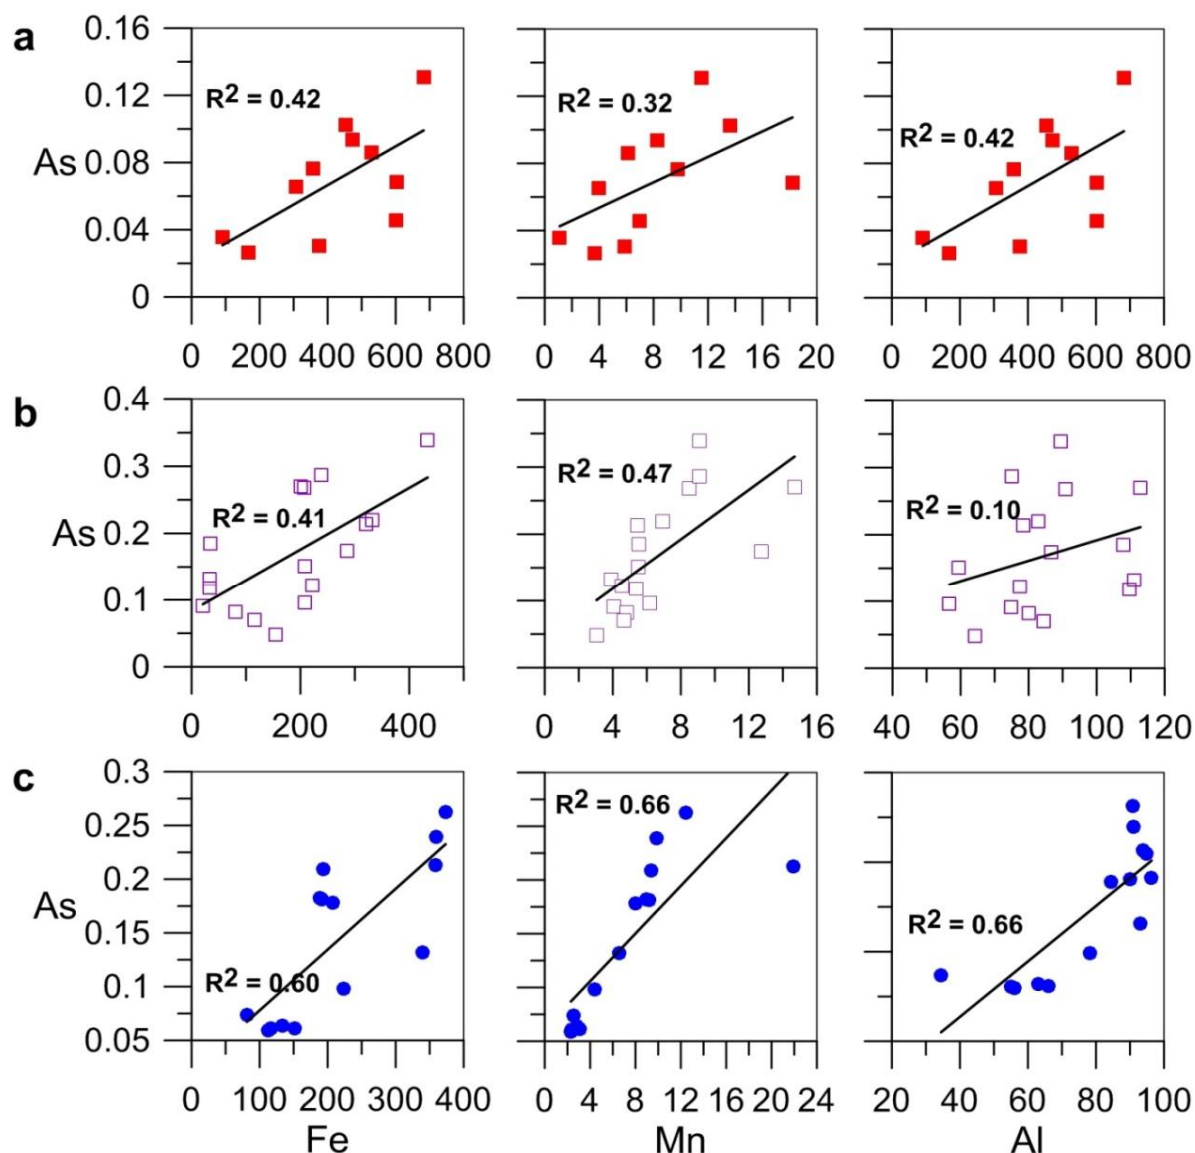 a
As
0.16
0.12
0.08
0.04
0
R2 = 0.42
0 200 400 600 800
R2 = 0.32
0 4 8 12 16 20
R2 = 0.42
0 200 400 600 800
b
As
0.4
0.3
0.2
0.1
0
R2 = 0.41
0 200 400
R2 = 0.47
0 4 8 12 16
R2 = 0.10
40 60 80 100 120
c
As
0.3
0.25
0.2
0.15
0.1
0.05
R2 = 0.60
0 100 200 300 400
Fe
R2 = 0.66
0 4 8 12 16 20 24
Mn
R2 = 0.66
20 40 60 80 100
Al